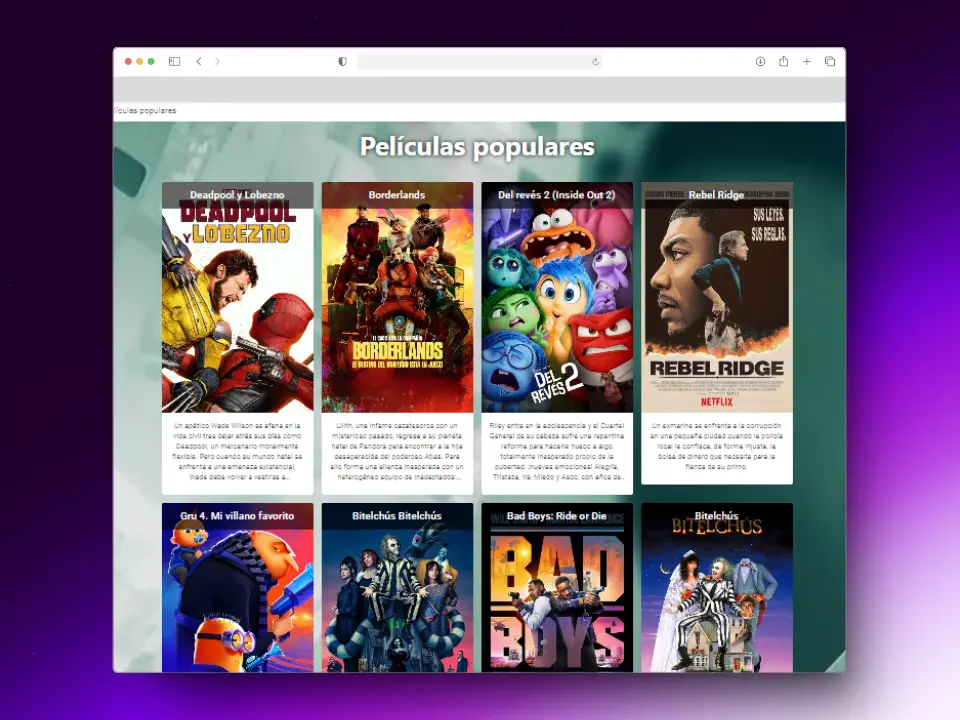 lículas populares
Películas populares
Deadpool y Lobezno
DEADPOOL
Y LOBEZNO
Borderlands
BORDERLANDS
EL DESTINO DEL UNIVERSO ESTÁ EN JUEGO
Del revés 2 (Inside Out 2)
DEL
REVÉS 2
Rebel Ridge
SUS LEYES.
SUS REGLAS.
REBEL RIDGE
NETFLIX
Un apático Wade Wilson se afana en la
vida civil tras dejar atrás sus días como
Deadpool, un mercenario moralmente
flexible. Pero cuando su mundo natal se
enfrenta a una amenaza existencial,
Wade debe volver a vestirse a...
Lilith, una infame cazatesoros con un
misterioso pasado, regresa a su planeta
natal de Pandora para encontrar a la hija
desaparecida del poderoso Atlas. Para
ello forma una alianza inesperada con un
heterogéneo equipo de inadaptados:...
Riley entra en la adolescencia y el Cuartel
General de su cabeza sufre una repentina
reforma para hacerle hueco a algo
totalmente inesperado propio de la
pubertad: ¡nuevas emociones! Alegría,
Tristeza, Ira, Miedo y Asco, con años de...
Un exmarine se enfrenta a la corrupción
en una pequeña ciudad cuando la policía
local le confisca, de forma injusta, la
bolsa de dinero que necesita para la
fianza de su primo.
Gru 4. Mi villano favorito
Bitelchús Bitelchús
Bad Boys: Ride or Die
BAD
BOYS
Bitelchús
BITELCHÚS